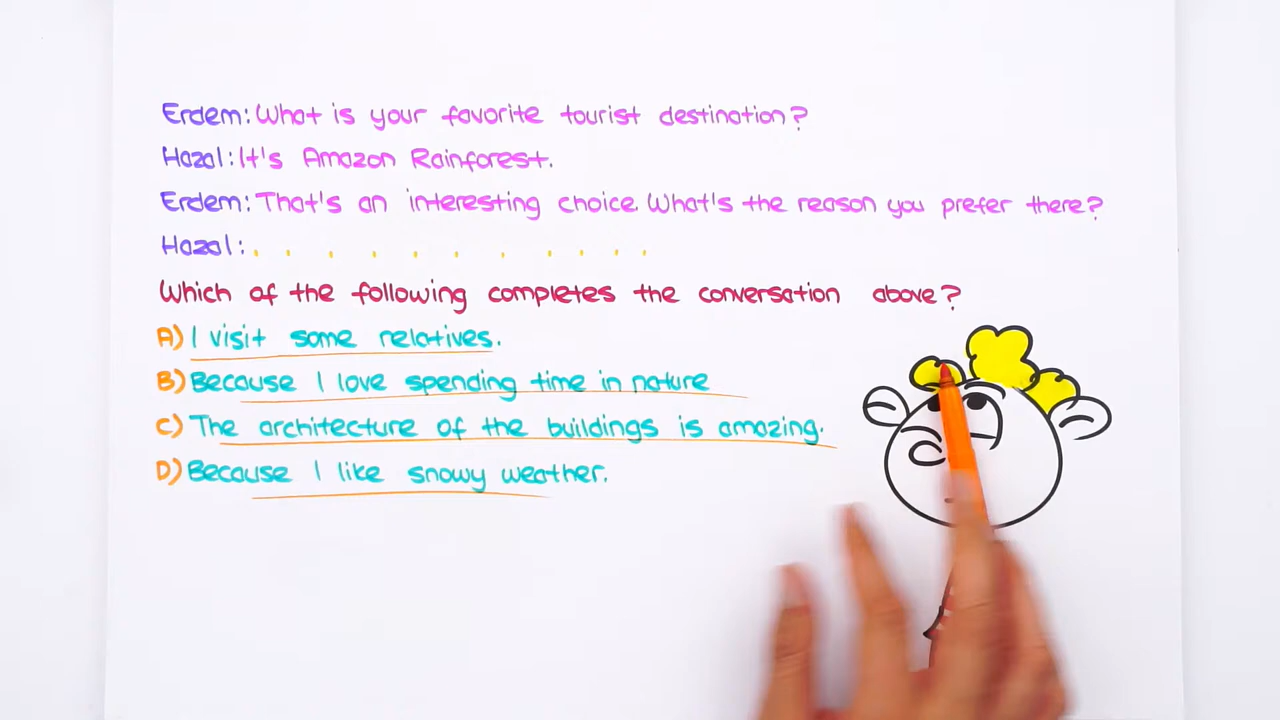 Erdem: What is your favorite tourist destination?
Hazal: It's Amazon Rainforest.
Erdem: That's an interesting choice. What's the reason you prefer there?
Hazal: . . . . . . . . . . . .
Which of the following completes the conversation above?
A) I visit some relatives.
B) Because I love spending time in nature
C) The architecture of the buildings is amazing.
D) Because I like snowy weather.